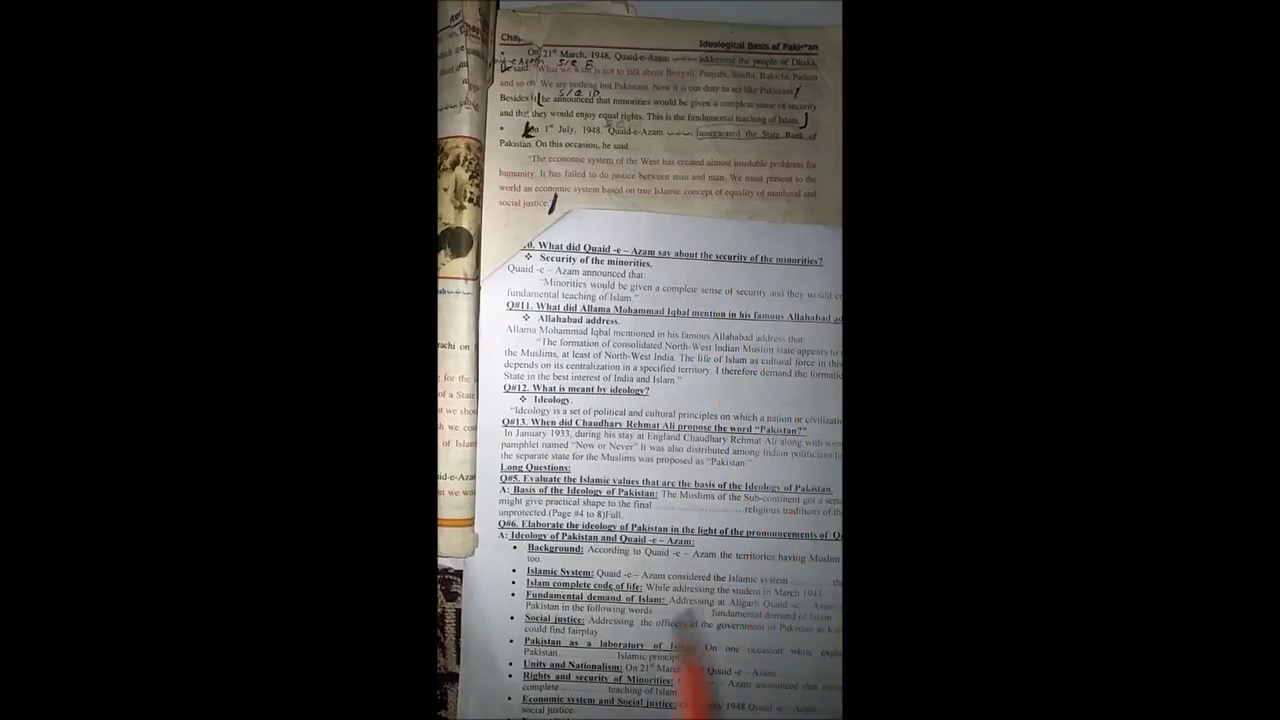 Ideological Basis of Pakistan
On 21st March, 1948, Quaid-e-Azam addressed the people of Dhaka,
said: "What we want is not to talk about Bengali, Punjabi, Sindhi, Balochi, Pathan
and so on. We are nothing but Pakistani. Now it is our duty to act like Pakistani
Besides it, he announced that minorities would be given a complete sense of security
and that they would enjoy equal rights. This is the fundamental teaching of Islam.
On 1st July, 1948, Quaid-e-Azam inaugurated the State Bank of
Pakistan. On this occasion, he said:
"The economic system of the West has created almost insoluble problems for
humanity. It has failed to do justice between man and man. We must present to the
world an economic system based on true Islamic concept of equality of manhood and
social justice."
What did Quaid -e – Azam say about the security of the minorities?
❖ Security of the minorities.
Quaid -e – Azam announced that:
"Minorities would be given a complete sense of security and they would
fundamental teaching of Islam."
Q#11. What did Allama Mohammad Iqbal mention in his famous Allahabad
❖ Allahabad address.
Allama Mohammad Iqbal mentioned in his famous Allahabad address that:
"The formation of consolidated North-West Indian Muslim state appears to
the Muslims, at least of North-West India. The life of Islam as cultural force in this
depends on its centralization in a specified territory. I therefore demand the
State in the best interest of India and Islam."
Q#12. What is meant by ideology?
❖ Ideology.
"Ideology is a set of political and cultural principles on which a nation or
Q#13. When did Chaudhary Rehmat Ali propose the word "Pakistan?"
In January 1933, during his stay at England Chaudhary Rehmat Ali along with
pamphlet named "Now or Never".It was also distributed among Indian politicians.
the separate state for the Muslims was proposed as "Pakistan"
Long Questions:
Q#5. Evaluate the Islamic values that are the basis of the Ideology of Pakistan.
A: Basis of the Ideology of Pakistan: The Muslims of the Sub-continent got a
might give practical shape to the final ........ religious traditions of
unprotected.(Page #4 to 8)Full.
Q#6. Elaborate the ideology of Pakistan in the light of the pronouncements of
A: Ideology of Pakistan and Quaid -e – Azam:
• Background: According to Quaid -e – Azam the territories having Muslim
too.
• Islamic System: Quaid -e – Azam considered the Islamic system
• Islam complete code of life: While addressing the student in March 1944
• Fundamental demand of Islam: Addressing at Aligarh Quaid -e-
Pakistan in the following words fundamental demand of Islam
• Social justice: Addressing the officers of the government of Pakistan
could find fairplay
• Pakistan as a laboratory of On one occasion while
Pakistan ........ Islamic
• Unity and Nationalism: On 21st Quaid -e – Azam
• Rights and security of Minorities: – Azam announced that
complete ........ teaching of Islam
• Economic system and Social justice: July 1948 Quaid -e – Azam
social justice.
rachi on
for the
of a State
of Islam
aid-e-Azam